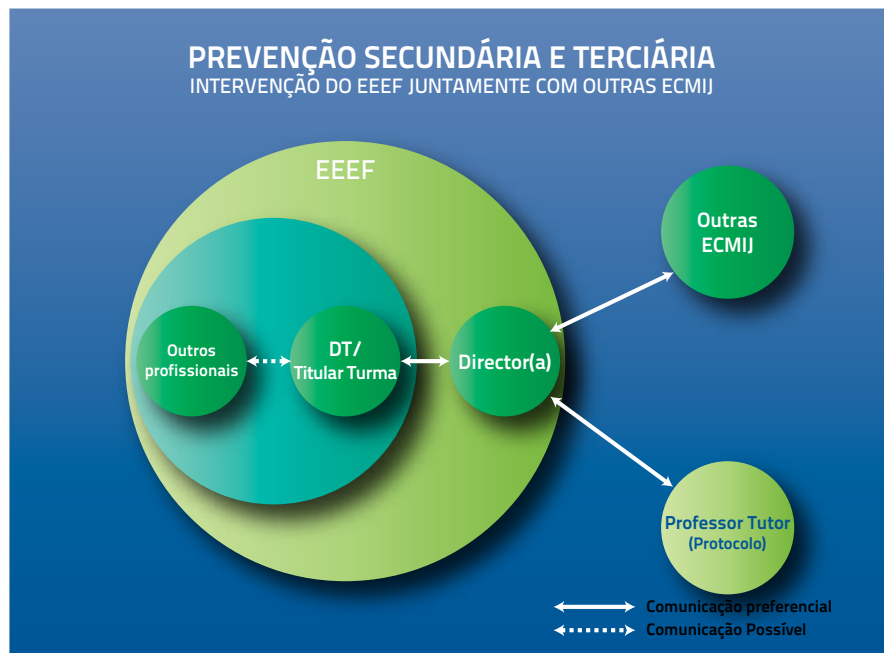 PREVENÇÃO SECUNDÁRIA E TERCIÁRIA
INTERVENÇÃO DO EEEF JUNTAMENTE COM OUTRAS ECMIJ
EEEF
Outras
ECMIJ
Outros
profissionais
DT/
Titular Turma
Director(a)
Professor Tutor
(Protocolo)
Comunicação preferencial
Comunicação Possível